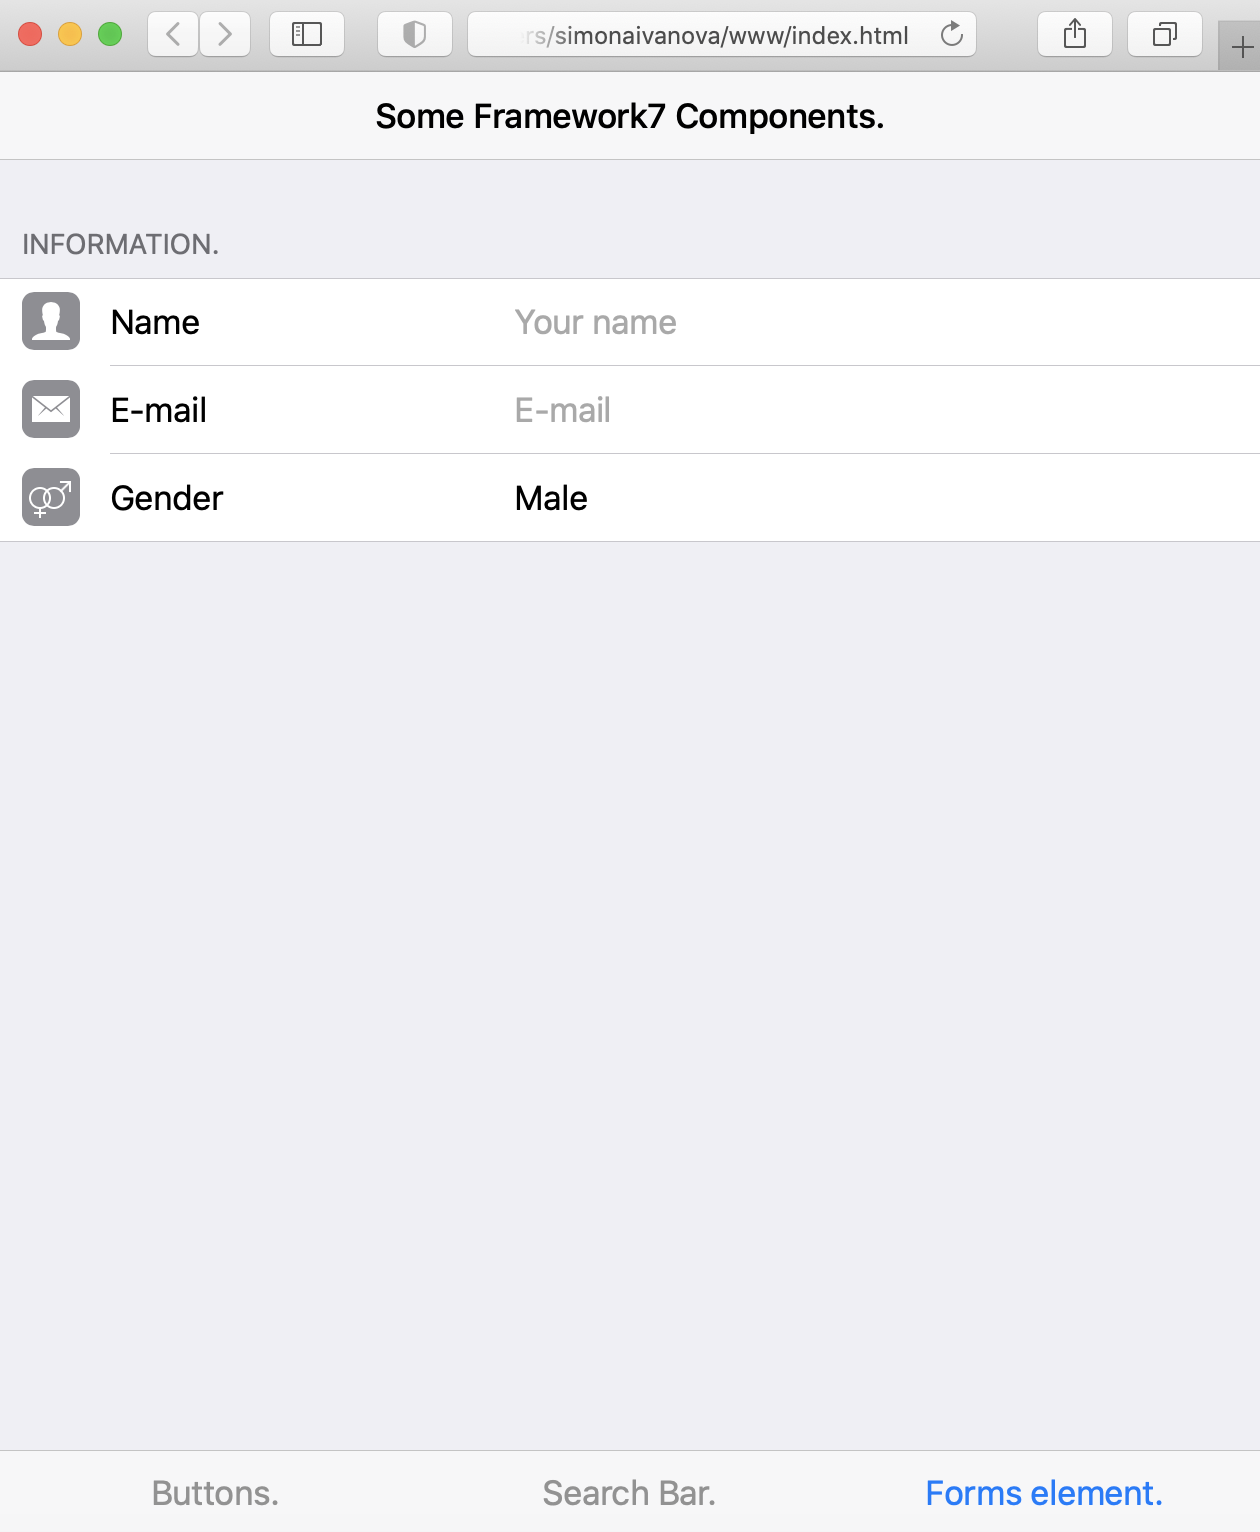 rs/simonaivanova/www/index.html
Some Framework7 Components.
INFORMATION.
Name Your name
E-mail E-mail
Gender Male
Buttons. Search Bar. Forms element.